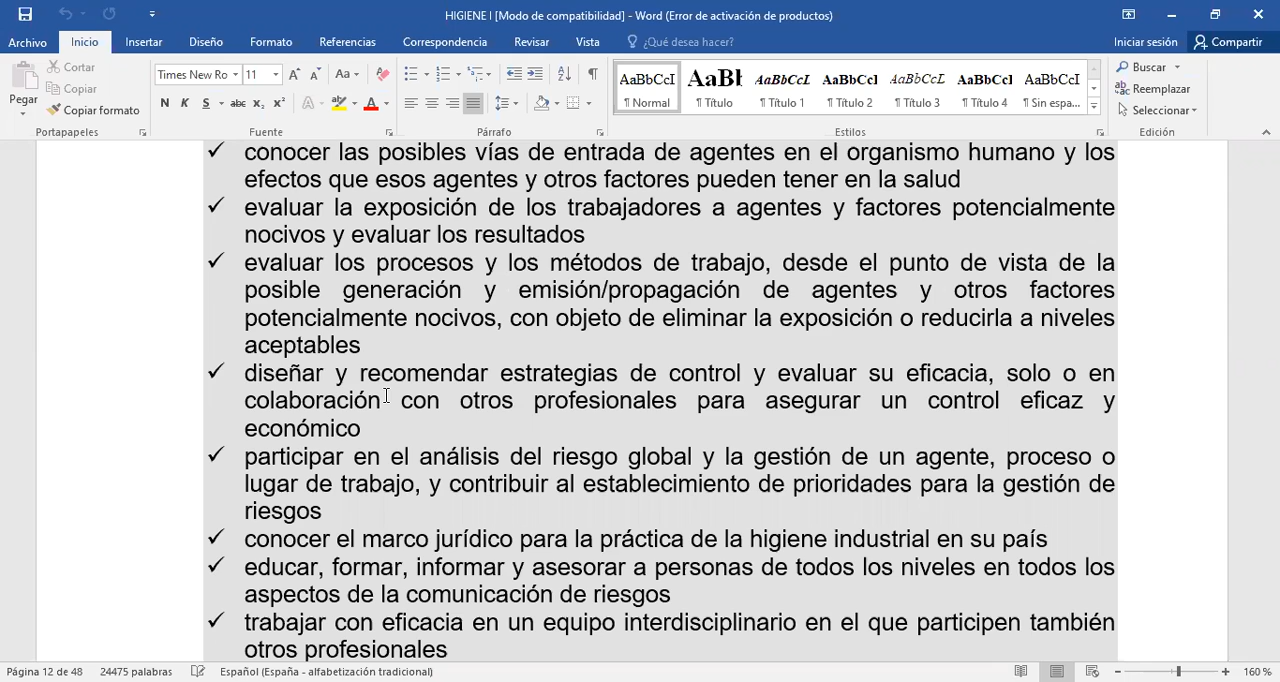 HIGIENE I [Modo de compatibilidad] - Word (Error de activación de productos)
Archivo Inicio Insertar Diseño Formato Referencias Correspondencia Revisar Vista ¿Qué desea hacer? Iniciar sesión Compartir
Pegar
Cortar
Copiar
Copiar formato
Portapapeles
Times New Ro 11
Fuente
Párrafo
AaBbCcI AaBł AaBbCcL AaBbCcl AaBbCcL AaBbCcl AaBbCcI
¶ Normal ¶ Título ¶ Título 1 ¶ Título 2 ¶ Título 3 ¶ Título 4 ¶ Sin espa...
Estilos
Buscar
Reemplazar
Seleccionar
Edición
✓ conocer las posibles vías de entrada de agentes en el organismo humano y los
efectos que esos agentes y otros factores pueden tener en la salud
✓ evaluar la exposición de los trabajadores a agentes y factores potencialmente
nocivos y evaluar los resultados
✓ evaluar los procesos y los métodos de trabajo, desde el punto de vista de la
posible generación y emisión/propagación de agentes y otros factores
potencialmente nocivos, con objeto de eliminar la exposición o reducirla a niveles
aceptables
✓ diseñar y recomendar estrategias de control y evaluar su eficacia, solo o en
colaboración con otros profesionales para asegurar un control eficaz y
económico
✓ participar en el análisis del riesgo global y la gestión de un agente, proceso o
lugar de trabajo, y contribuir al establecimiento de prioridades para la gestión de
riesgos
✓ conocer el marco jurídico para la práctica de la higiene industrial en su país
✓ educar, formar, informar y asesorar a personas de todos los niveles en todos los
aspectos de la comunicación de riesgos
✓ trabajar con eficacia en un equipo interdisciplinario en el que participen también
otros profesionales
Página 12 de 48 24475 palabras Español (España - alfabetización tradicional) 160 %